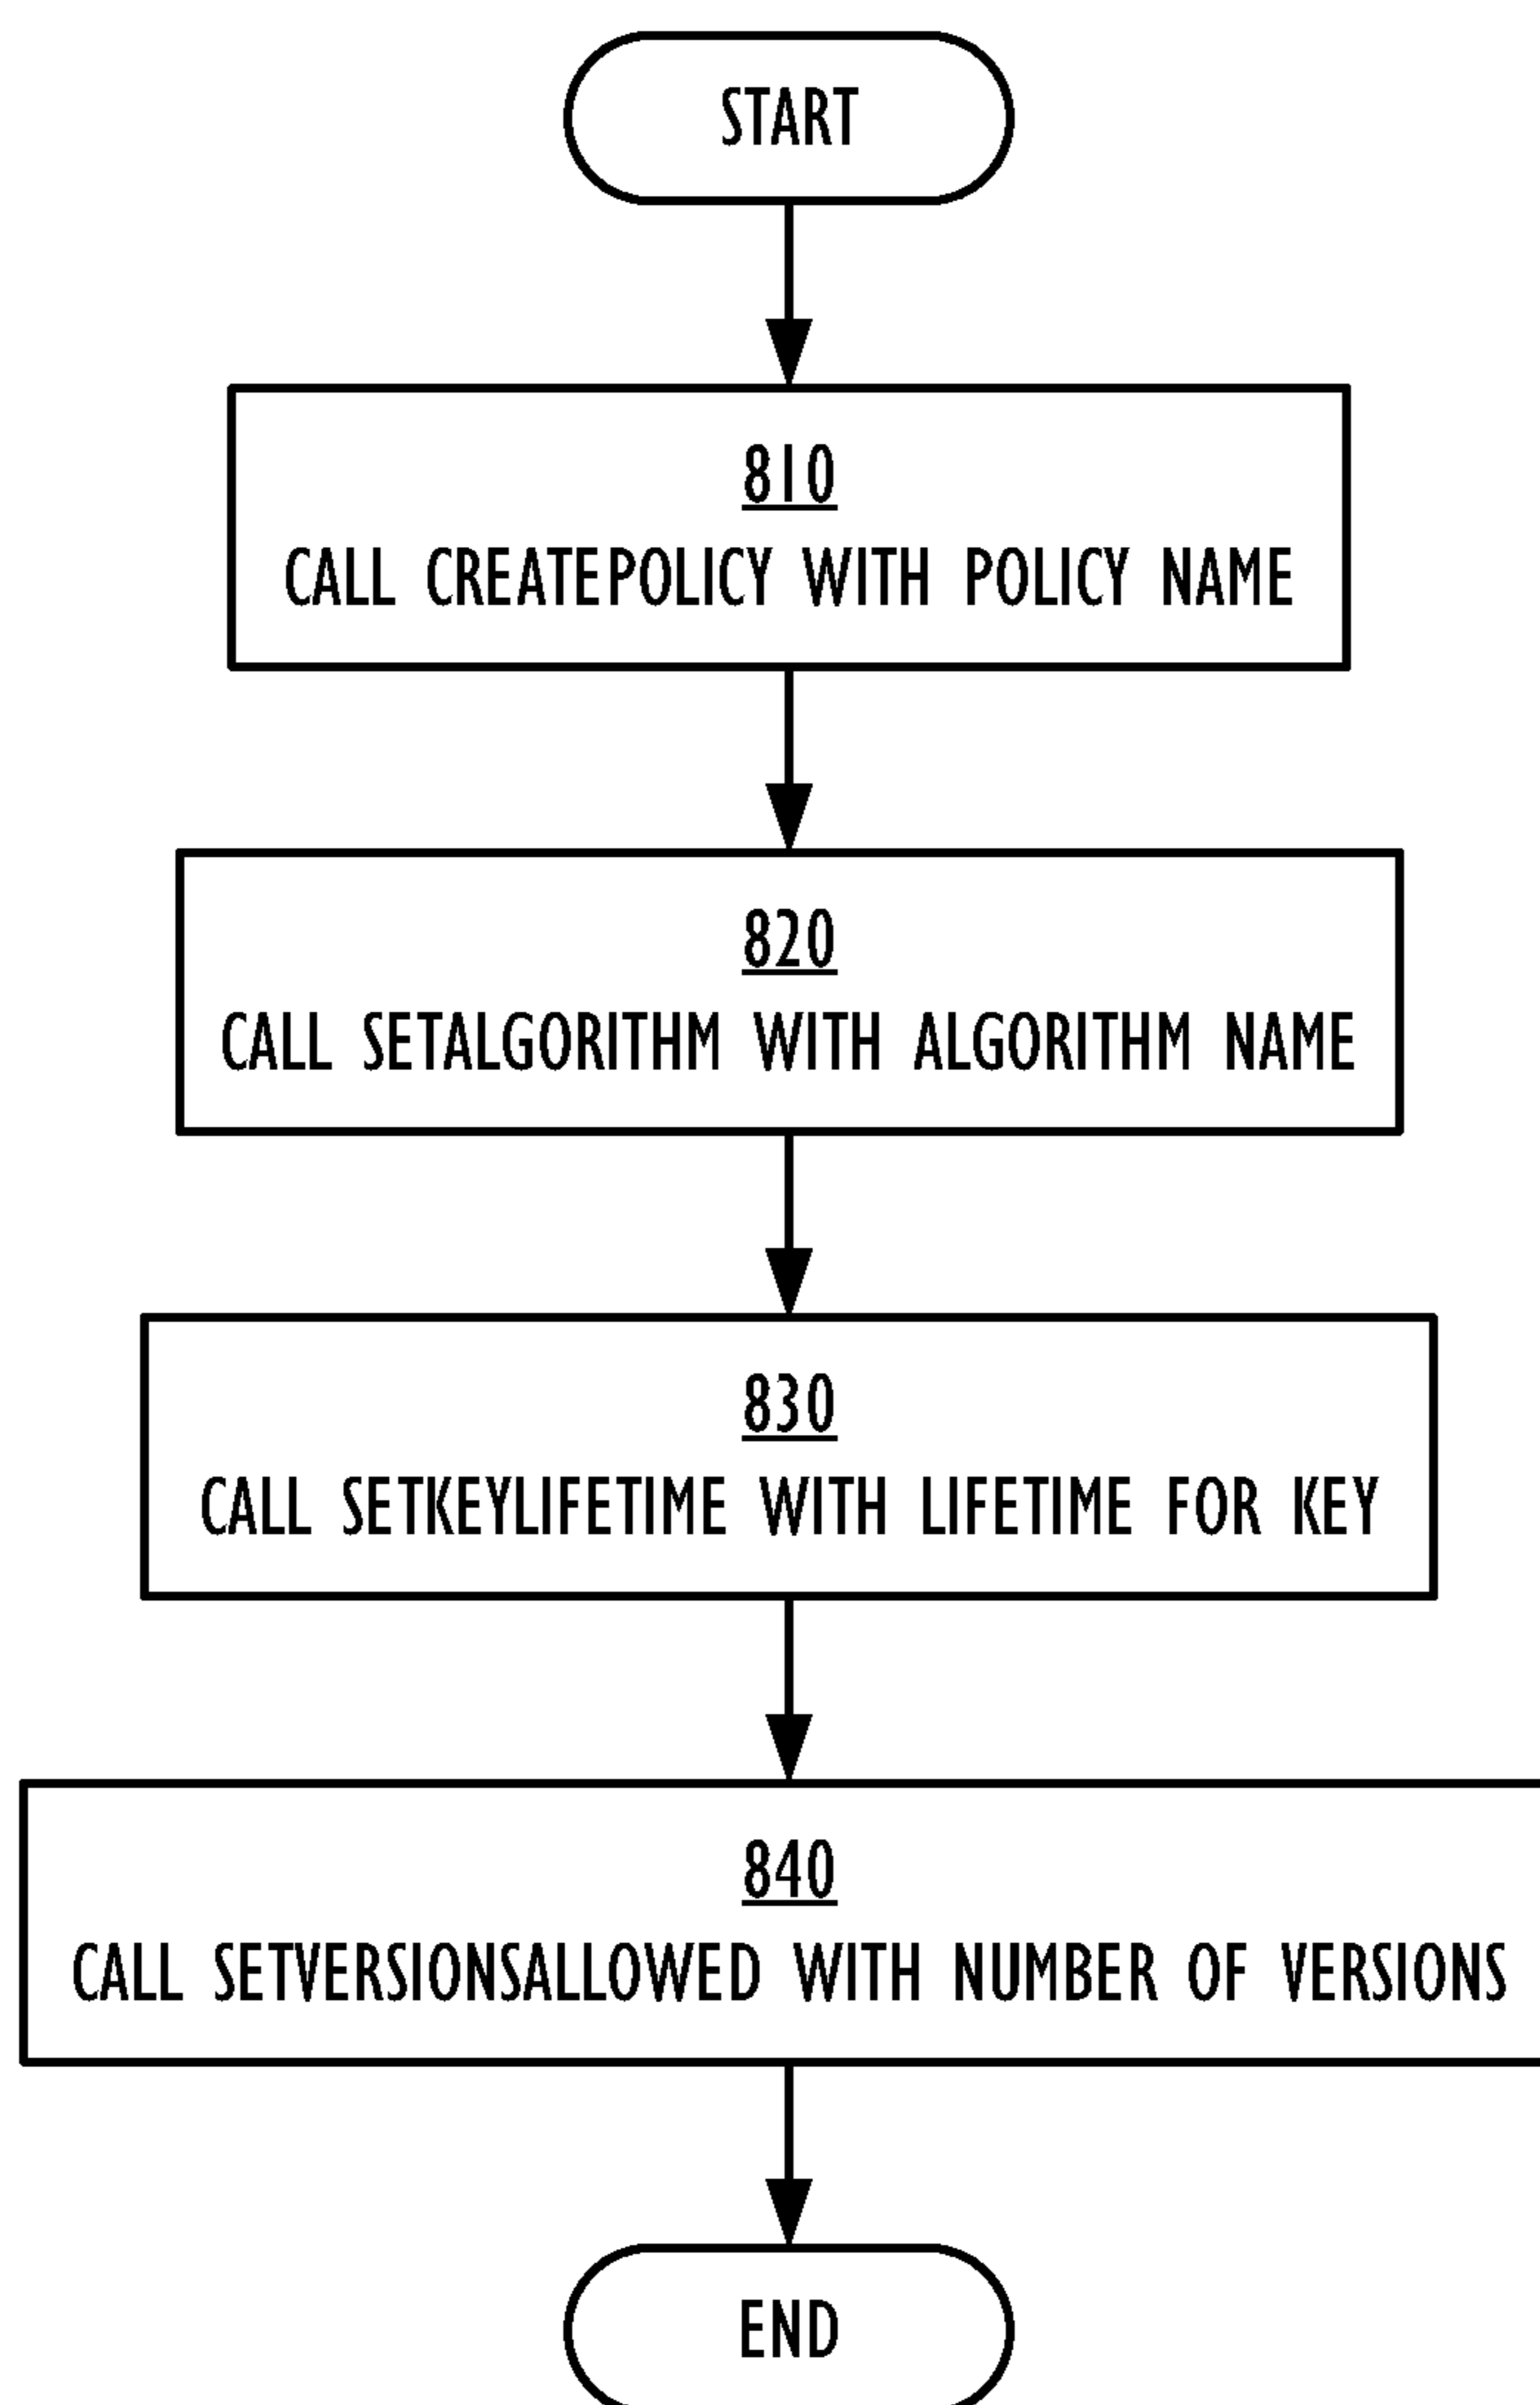 START
810
CALL CREATEPOLICY WITH POLICY NAME
820
CALL SETALGORITHM WITH ALGORITHM NAME
830
CALL SETKEYLIFETIME WITH LIFETIME FOR KEY
840
CALL SETVERSIONSALLOWED WITH NUMBER OF VERSIONS
END